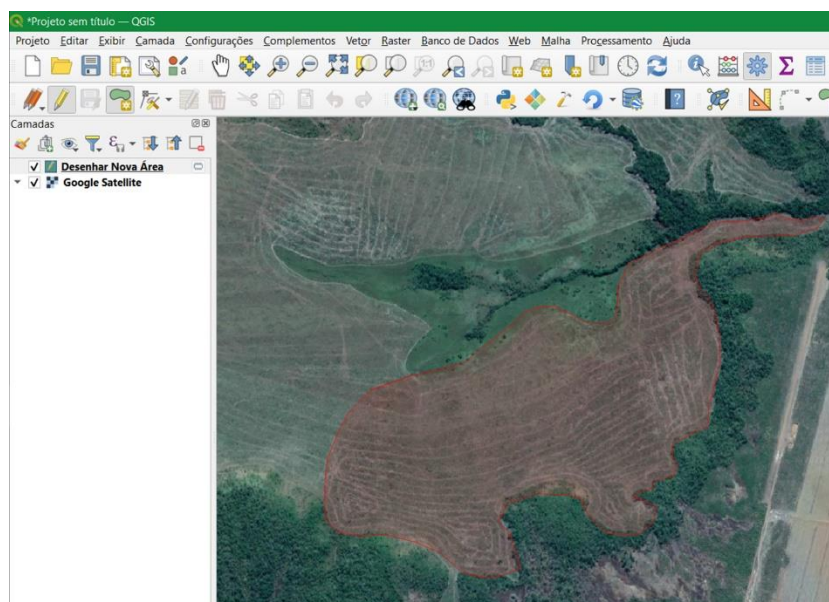 *Projeto sem título — QGIS
Projeto Editar Exibir Camada Configurações Complementos Vetor Raster Banco de Dados Web Malha Processamento Ajuda
Camadas
Desenhar Nova Área
Google Satellite